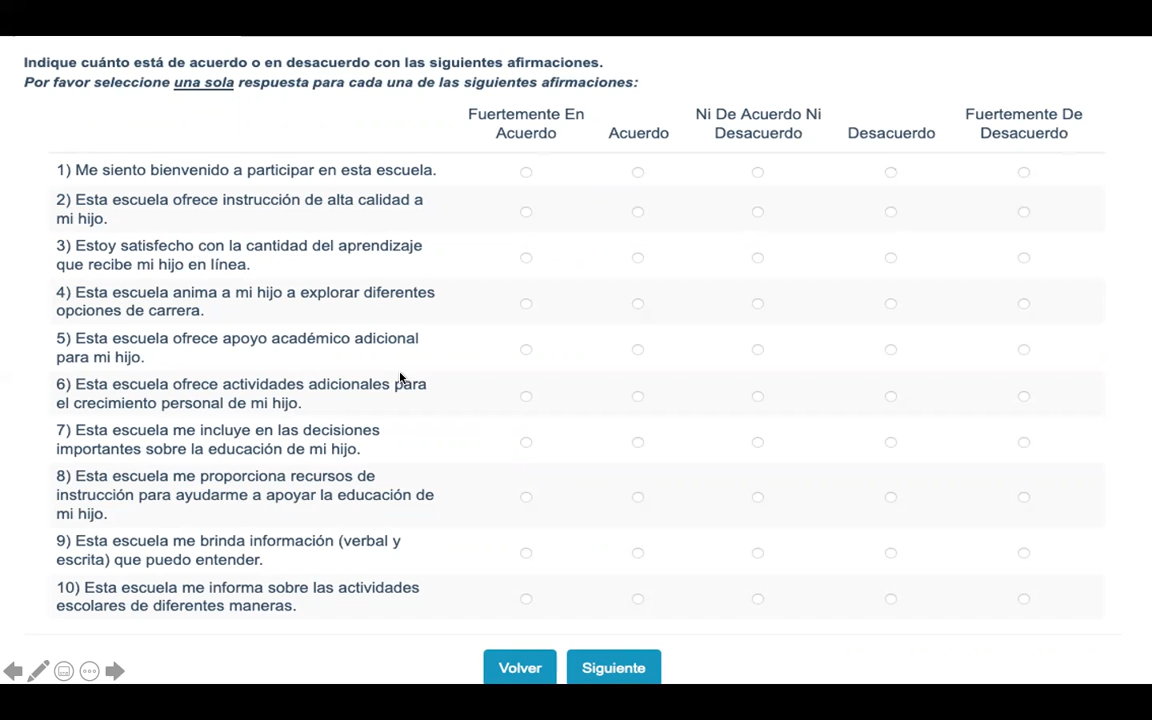 Indique cuánto está de acuerdo o en desacuerdo con las siguientes afirmaciones.
Por favor seleccione una sola respuesta para cada una de las siguientes afirmaciones:
Fuertemente En Acuerdo
Acuerdo
Ni De Acuerdo Ni Desacuerdo
Desacuerdo
Fuertemente De Desacuerdo
1) Me siento bienvenido a participar en esta escuela.
2) Esta escuela ofrece instrucción de alta calidad a
mi hijo.
3) Estoy satisfecho con la cantidad del aprendizaje
que recibe mi hijo en línea.
4) Esta escuela anima a mi hijo a explorar diferentes
opciones de carrera.
5) Esta escuela ofrece apoyo académico adicional
para mi hijo.
6) Esta escuela ofrece actividades adicionales para
el crecimiento personal de mi hijo.
7) Esta escuela me incluye en las decisiones
importantes sobre la educación de mi hijo.
8) Esta escuela me proporciona recursos de
instrucción para ayudarme a apoyar la educación de
mi hijo.
9) Esta escuela me brinda información (verbal y
escrita) que puedo entender.
10) Esta escuela me informa sobre las actividades
escolares de diferentes maneras.
Volver
Siguiente